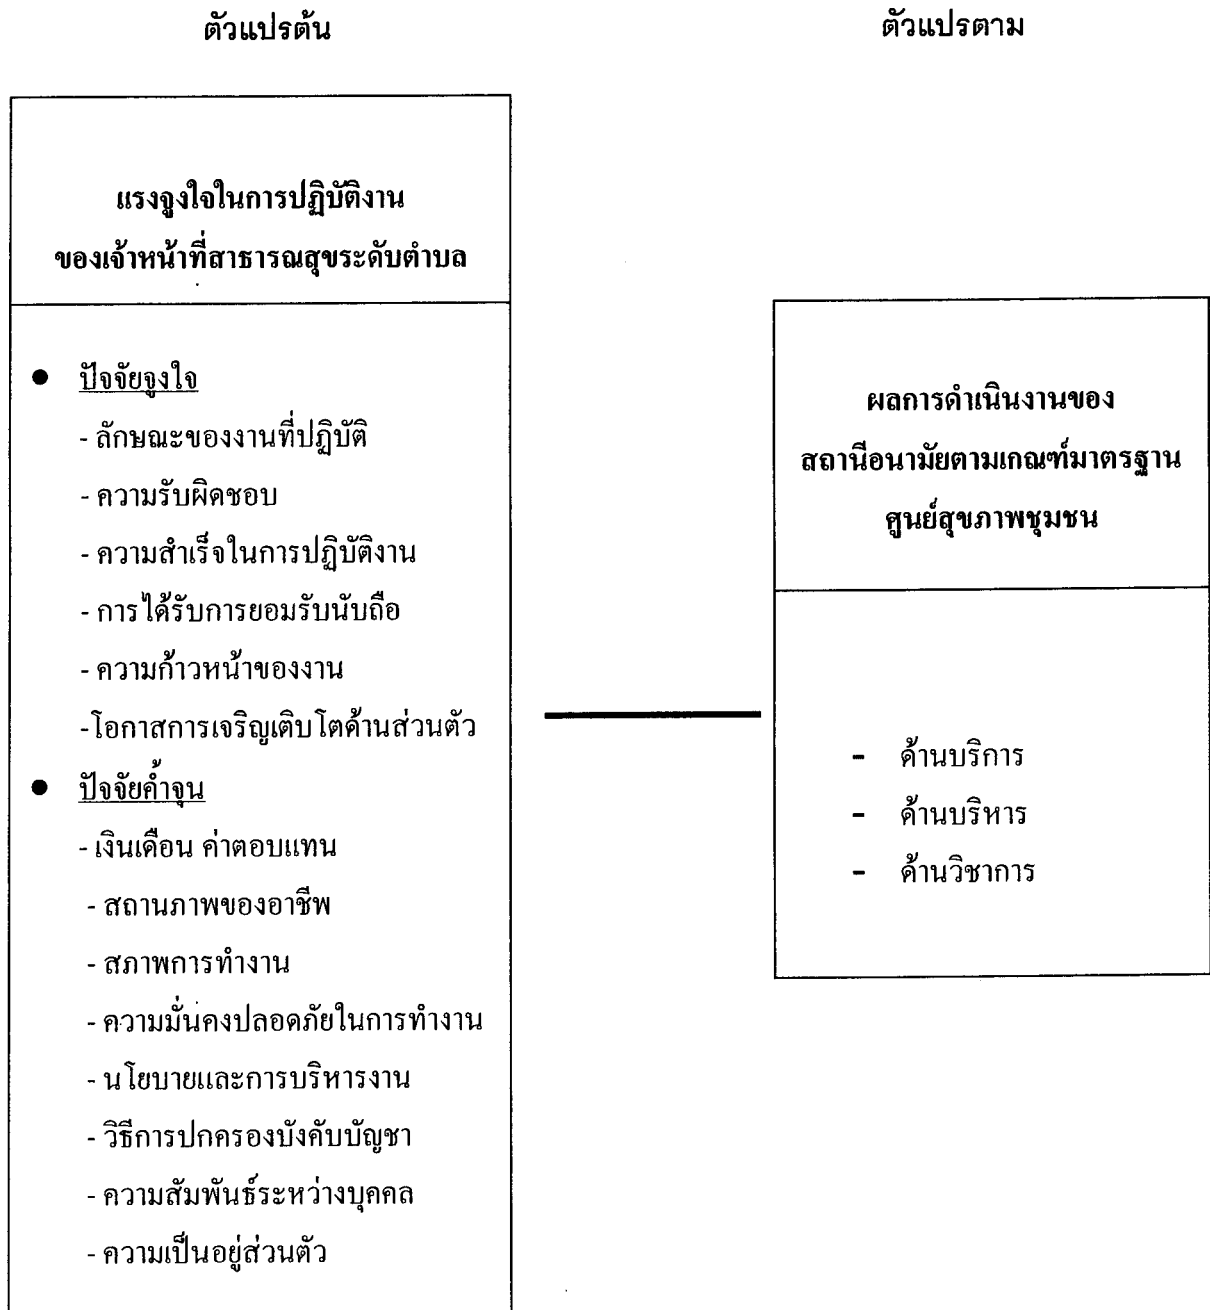 ตัวแปรต้น
ตัวแปรตาม
แรงจูงใจในการปฏิบัติงาน
ของเจ้าหน้าที่สาธารณสุขระดับตำบล
● ปัจจัยจูงใจ
- ลักษณะของงานที่ปฏิบัติ
- ความรับผิดชอบ
- ความสำเร็จในการปฏิบัติงาน
- การได้รับการยอมรับนับถือ
- ความก้าวหน้าของงาน
-โอกาสการเจริญเติบโตด้านส่วนตัว
● ปัจจัยค้ำจุน
- เงินเดือน ค่าตอบแทน
- สถานภาพของอาชีพ
- สภาพการทำงาน
- ความมั่นคงปลอดภัยในการทำงาน
- นโยบายและการบริหารงาน
- วิธีการปกครองบังคับบัญชา
- ความสัมพันธ์ระหว่างบุคคล
- ความเป็นอยู่ส่วนตัว
ผลการดำเนินงานของ
สถานีอนามัยตามเกณฑ์มาตรฐาน
ศูนย์สุขภาพชุมชน
- ด้านบริการ
- ด้านบริหาร
- ด้านวิชาการ